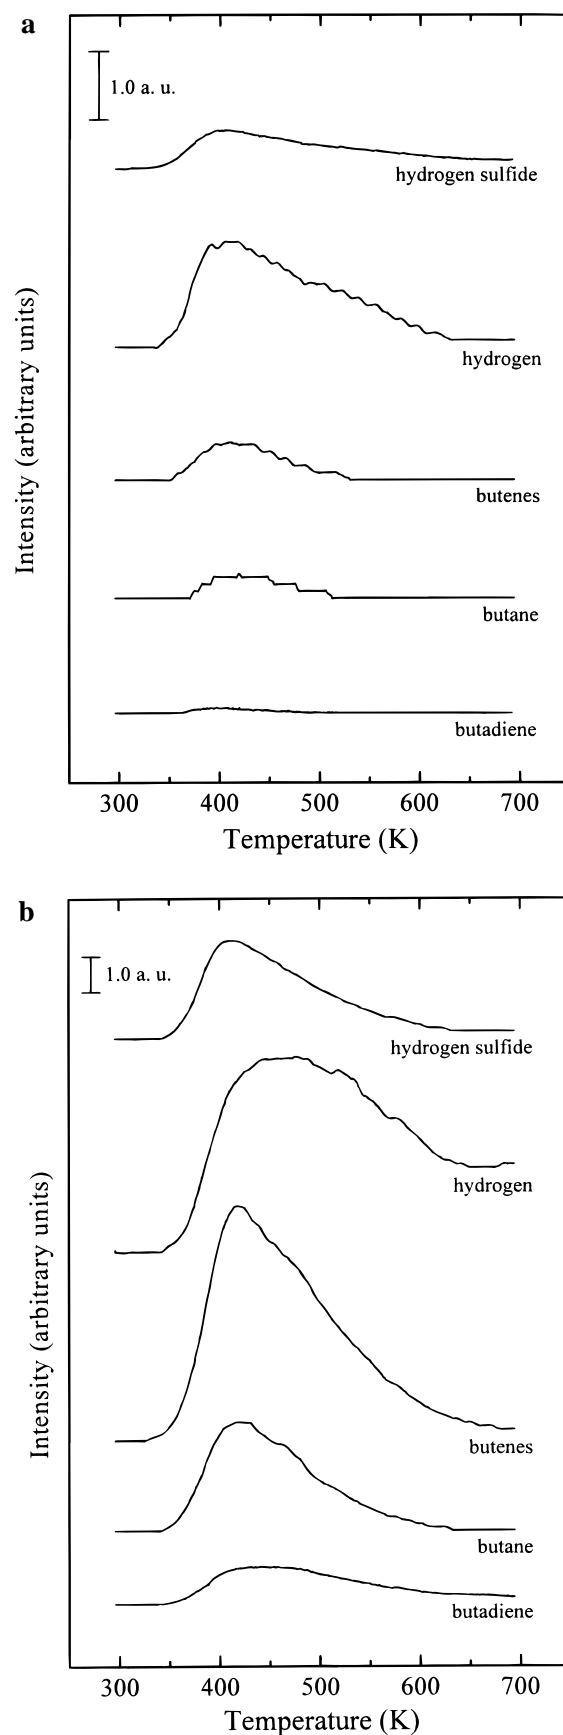 a
1.0 a. u.
hydrogen sulfide
hydrogen
butenes
butane
butadiene
Intensity (arbitrary units)
300 400 500 600 700
Temperature (K)
b
1.0 a. u.
hydrogen sulfide
hydrogen
butenes
butane
butadiene
Intensity (arbitrary units)
300 400 500 600 700
Temperature (K)